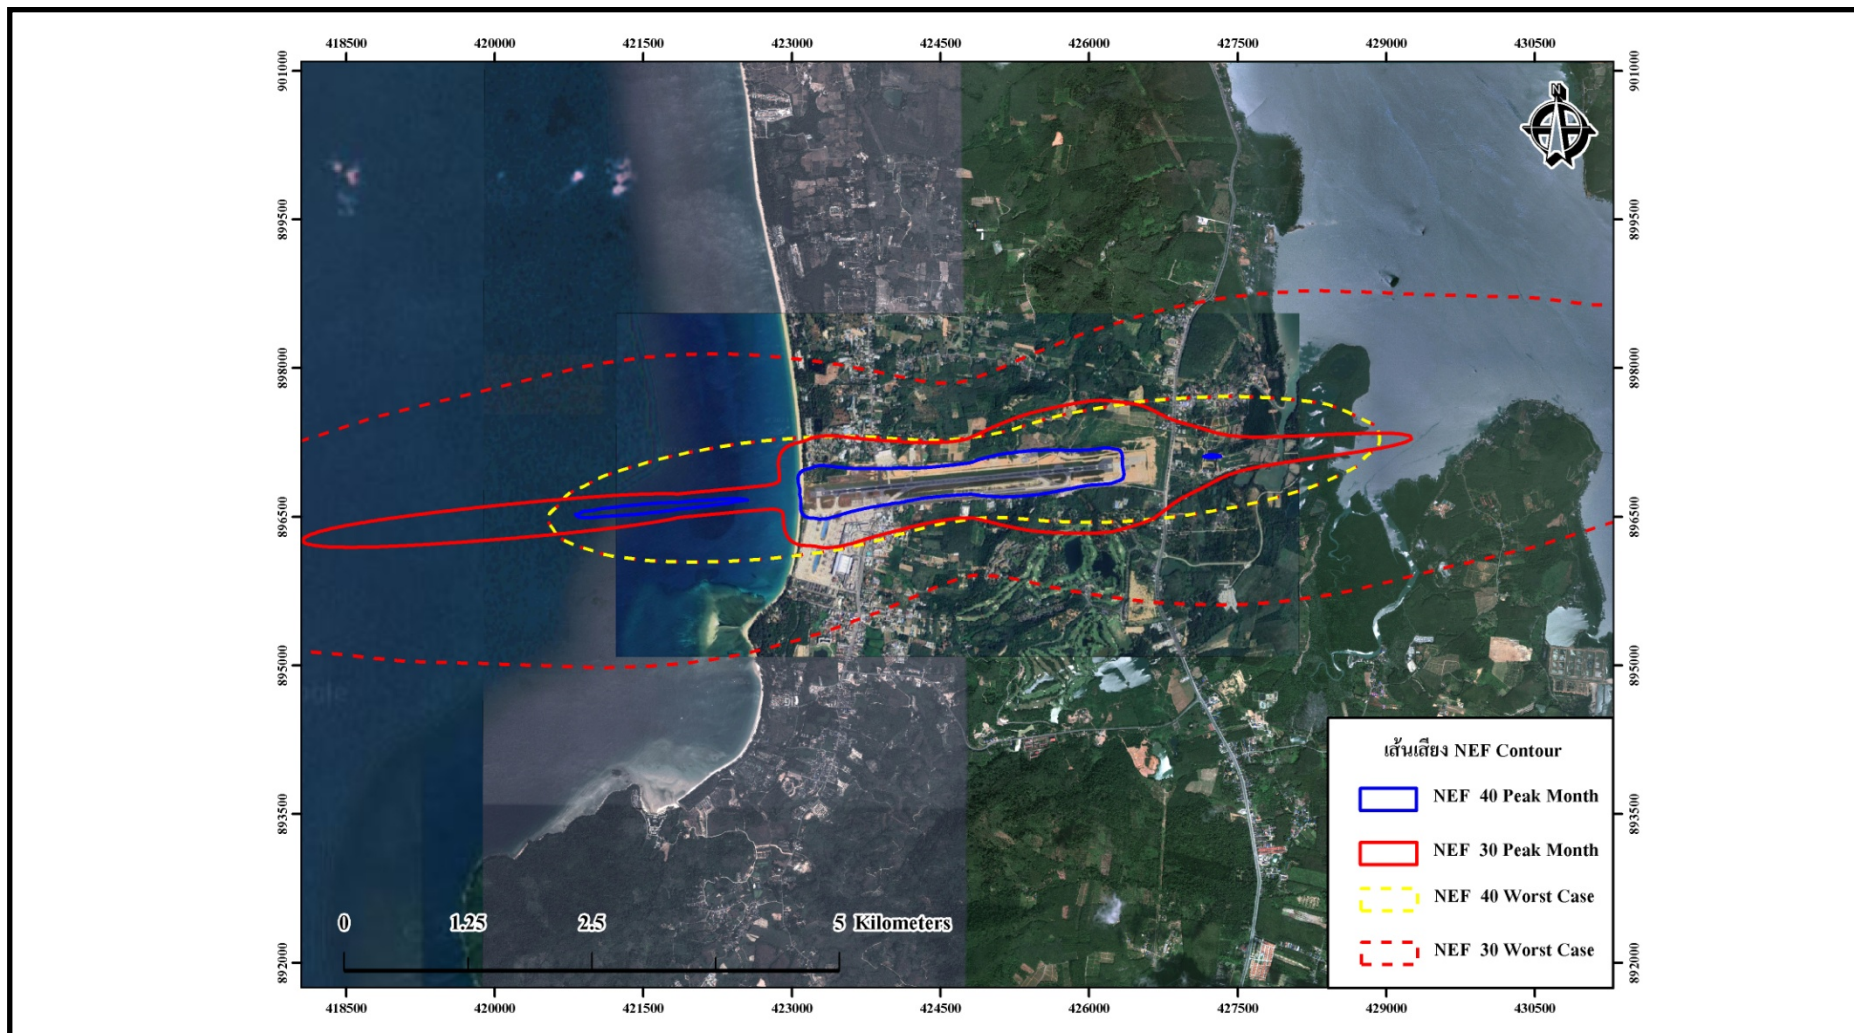 418500 420000 421500 423000 424500 426000 427500 429000 430500
901000 901000
N
899500 899500
898000 898000
896500 896500
895000 895000
เส้นเสียง NEF Contour
NEF 40 Peak Month
893500 893500
NEF 30 Peak Month
NEF 40 Worst Case
0 1.25 2.5 5 Kilometers
NEF 30 Worst Case
892000 892000
418500 420000 421500 423000 424500 426000 427500 429000 430500